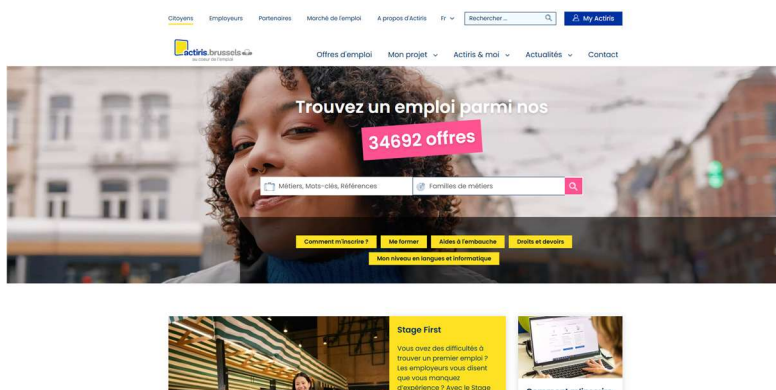 Citoyens Employeurs Partenaires Marché de l'emploi A propos d'Actiris Fr Rechercher ... My Actiris
actiris.brussels
au cœur de l'emploi
Offres d'emploi Mon projet Actiris & moi Actualités Contact
Trouvez un emploi parmi nos
34692 offres
Métiers, Mots-clés, Références Familles de métiers
Comment m'inscrire ? Me former Aides à l'embauche Droits et devoirs
Mon niveau en langues et informatique
Stage First
Vous avez des difficultés à
trouver un premier emploi ?
Les employeurs vous disent
que vous manquez
d'expérience ? Avec le Stage